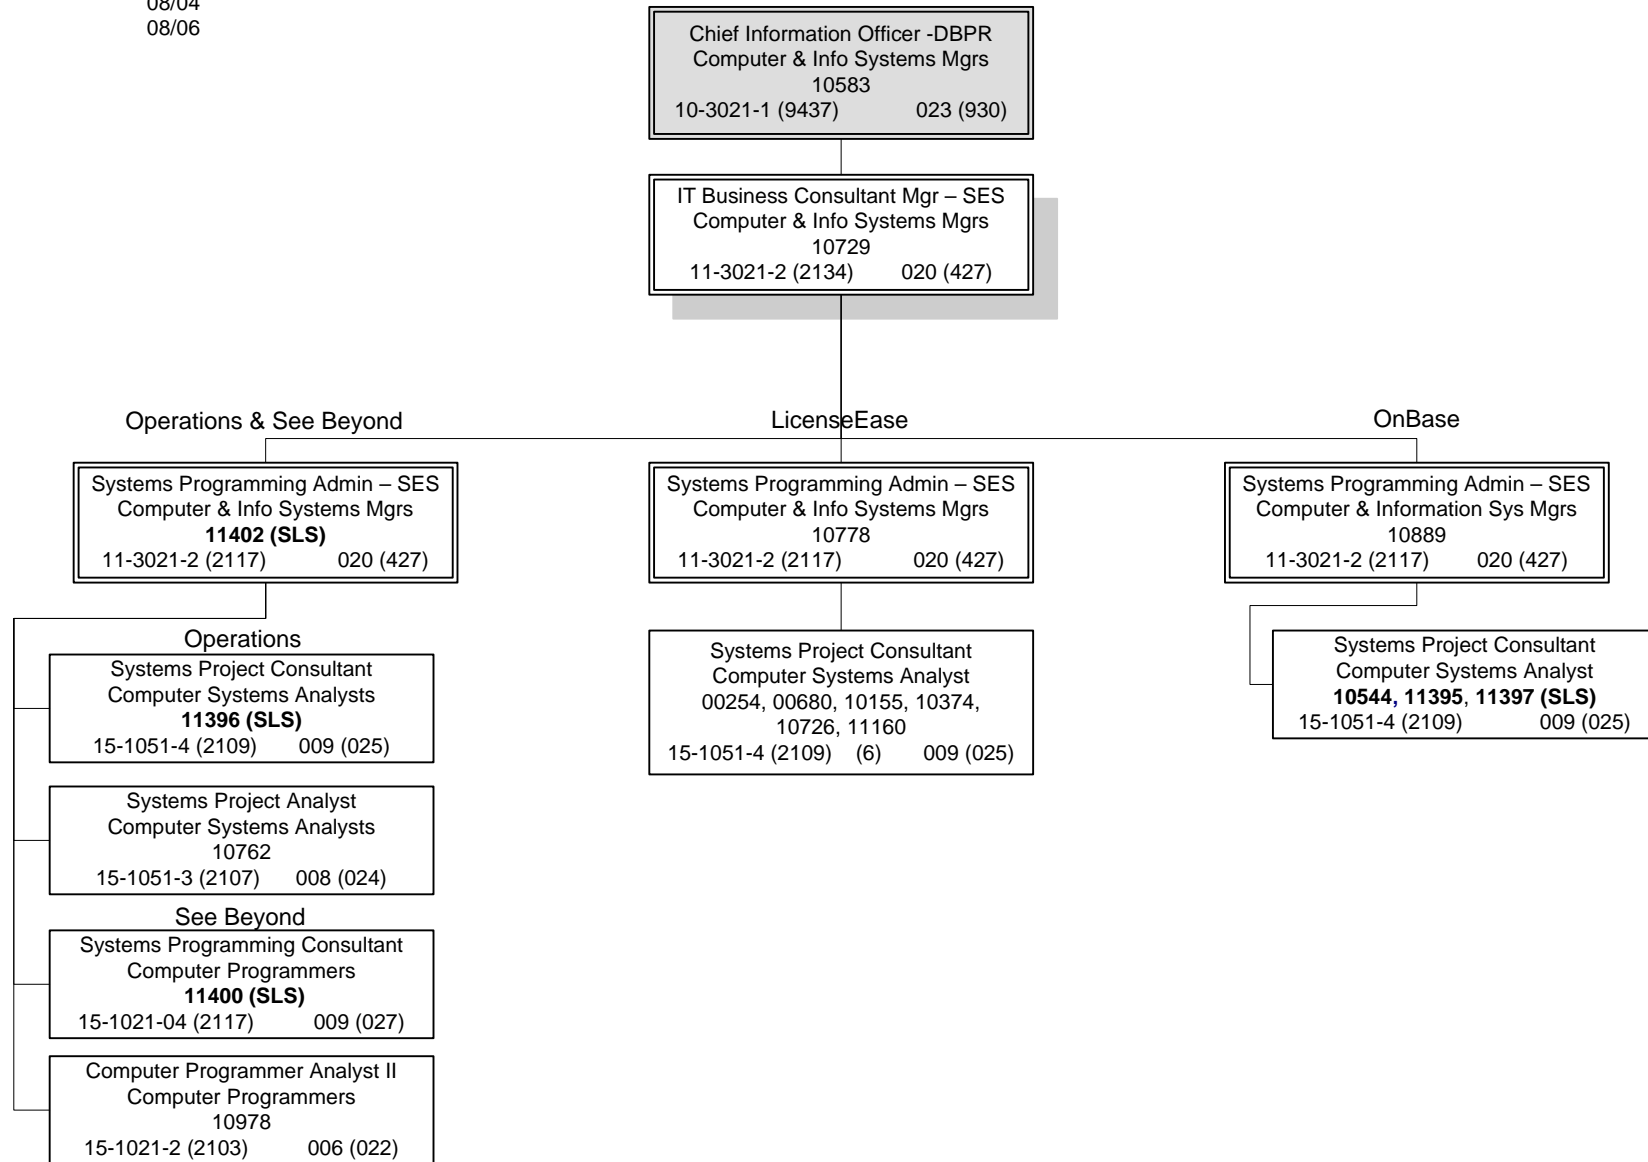 08/04
08/06
Chief Information Officer -DBPR
Computer & Info Systems Mgrs
10583
10-3021-1 (9437) 023 (930)
IT Business Consultant Mgr – SES
Computer & Info Systems Mgrs
10729
11-3021-2 (2134) 020 (427)
Operations & See Beyond
Systems Programming Admin – SES
Computer & Info Systems Mgrs
11402 (SLS)
11-3021-2 (2117) 020 (427)
Operations
Systems Project Consultant
Computer Systems Analysts
11396 (SLS)
15-1051-4 (2109) 009 (025)
Systems Project Analyst
Computer Systems Analysts
10762
15-1051-3 (2107) 008 (024)
See Beyond
Systems Programming Consultant
Computer Programmers
11400 (SLS)
15-1021-04 (2117) 009 (027)
Computer Programmer Analyst II
Computer Programmers
10978
15-1021-2 (2103) 006 (022)
LicenseEase
Systems Programming Admin – SES
Computer & Info Systems Mgrs
10778
11-3021-2 (2117) 020 (427)
Systems Project Consultant
Computer Systems Analyst
00254, 00680, 10155, 10374,
10726, 11160
15-1051-4 (2109) (6) 009 (025)
OnBase
Systems Programming Admin – SES
Computer & Information Sys Mgrs
10889
11-3021-2 (2117) 020 (427)
Systems Project Consultant
Computer Systems Analyst
10544, 11395, 11397 (SLS)
15-1051-4 (2109) 009 (025)